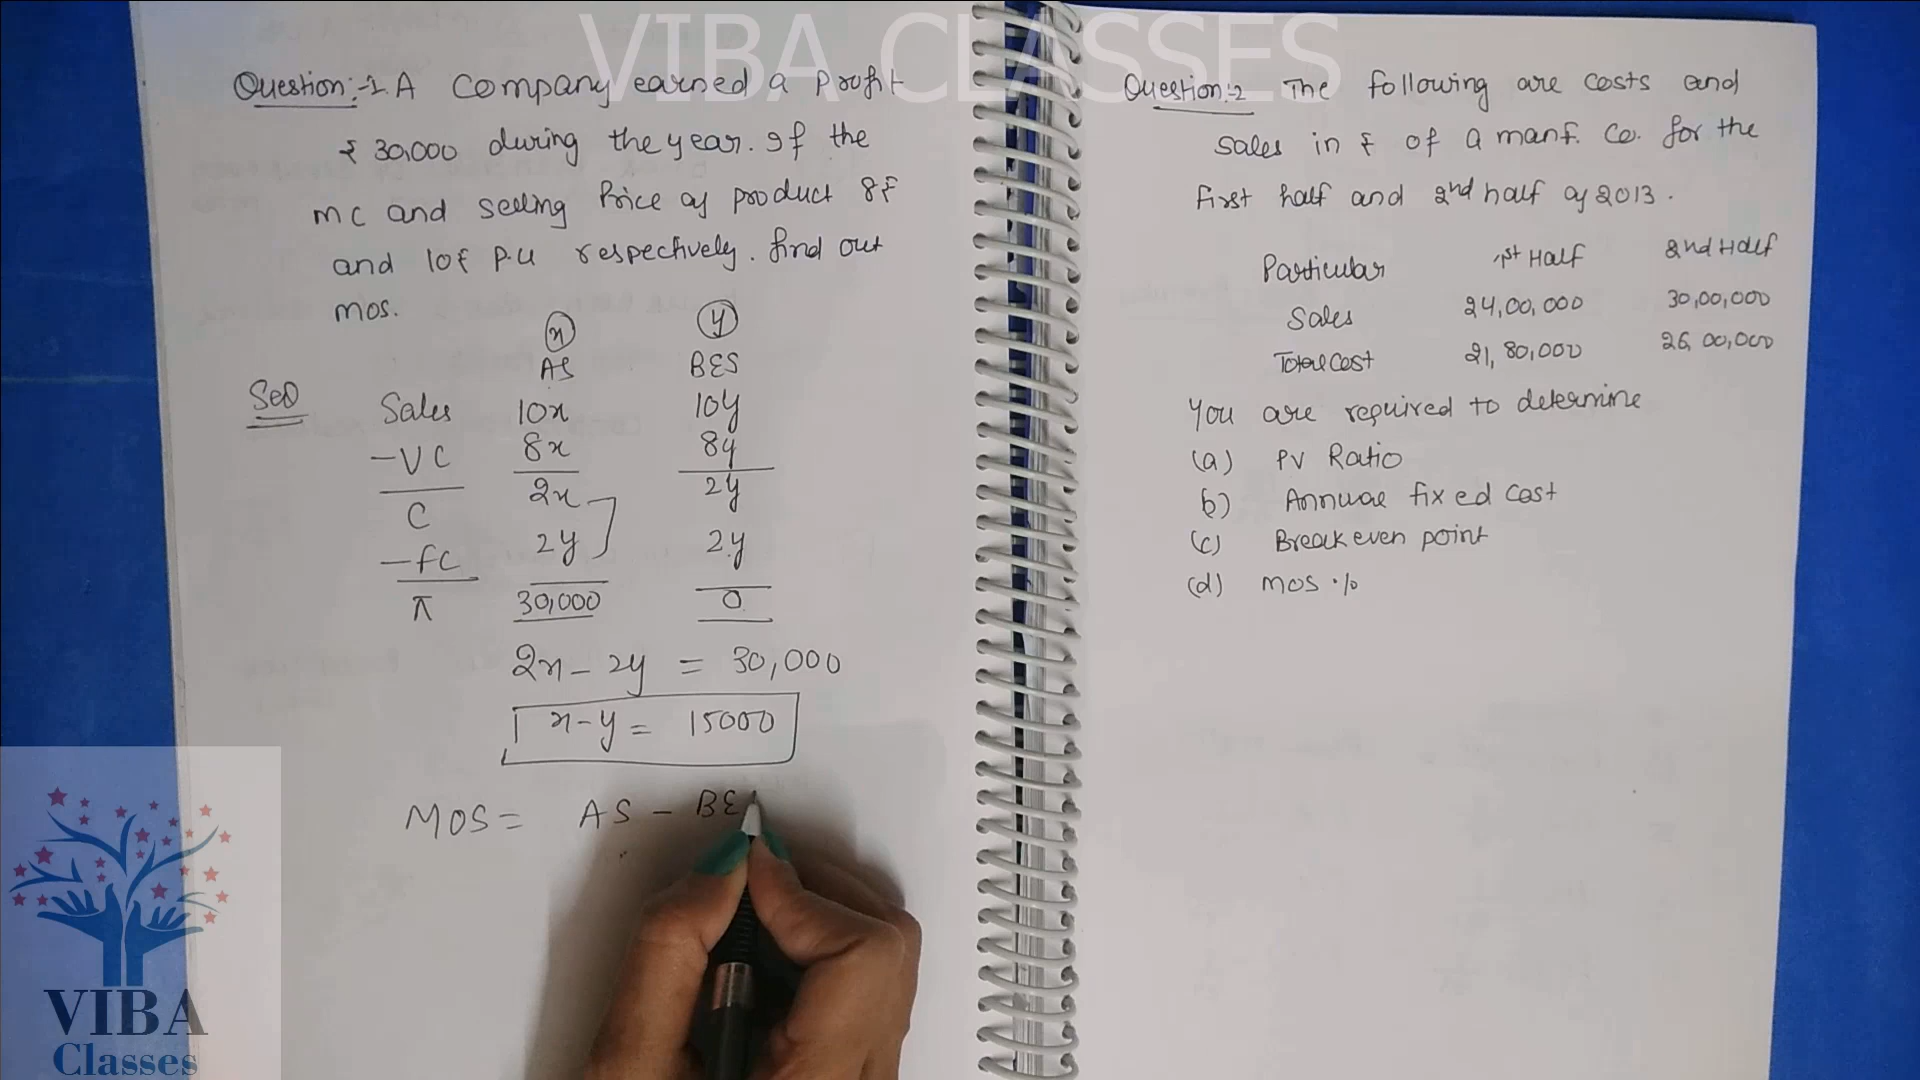 VIBA CLASSES
Question:-1. A Company earned a Profit
₹ 30,000 during the year. If the
MC and selling Price of product 8₹
and 10₹ P.U respectively. find out
MOS.
x y
AS BES
Sol Sales 10x 10y
-VC 8x 8y
C 2x 2y
-FC 2y 2y
π 30,000 0
2x - 2y = 30,000
x - y = 15000
MOS = AS - BE
Question:2 The following are costs and
Sales in ₹ of a manf. Co. for the
first half and 2nd half of 2013.
Particular 1st Half 2nd Half
Sales 24,00,000 30,00,000
Total Cost 21,80,000 26,00,000
You are required to determine
(a) PV Ratio
b) Annual fixed Cost
(c) Break even point
(d) MOS %
VIBA
Classes